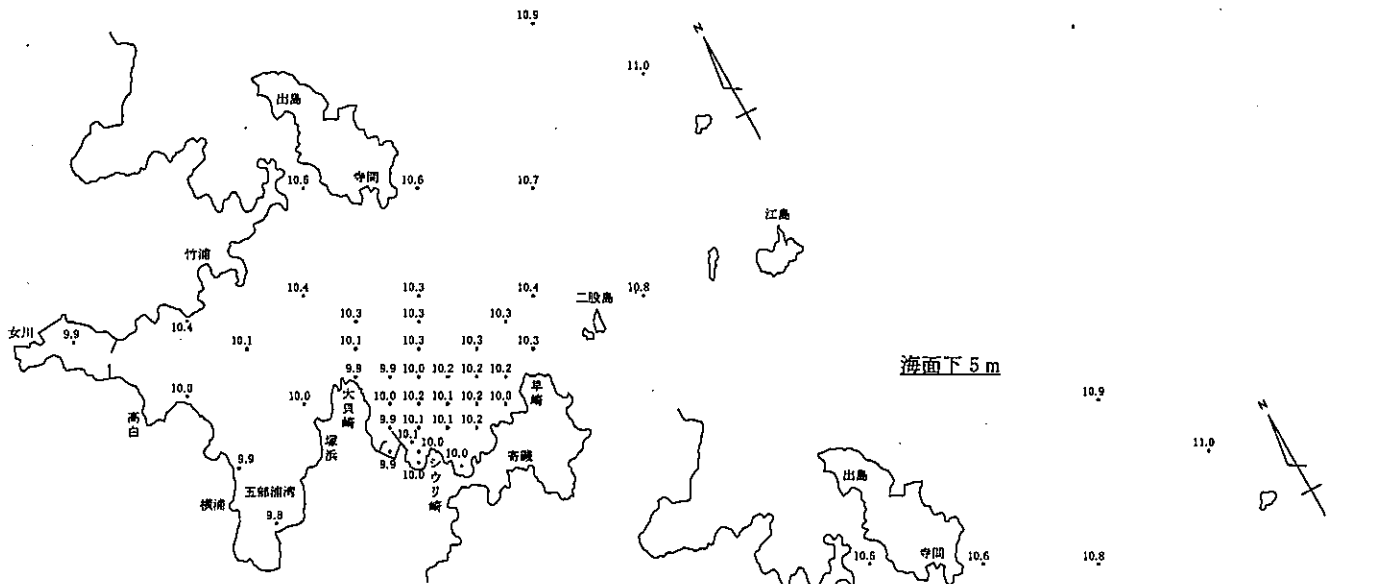 10.9
N
11.0
出島
寺間
10.6
10.7
江島
竹浦
10.4 10.3 10.4
10.8
二股島
10.3 10.3 10.3
女川
9.9
10.4
10.1
10.1 10.3 10.3 10.3
9.9 9.9 10.0 10.2 10.2 10.2
海面下 5 m
10.0
10.0
10.0 10.2 10.1 10.2 10.0
大貝崎
早崎
高白
9.9 10.1 10.1 10.2
塚浜
10.1 10.0
9.9
10.0
10.0
シウリ崎
寄磯
9.9
五部浦湾
横浦
10.9
N
11.0
出島
寺間
10.6
10.8